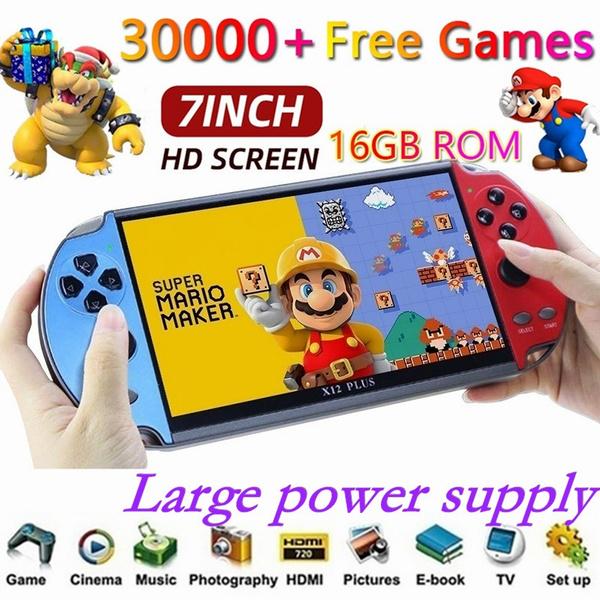 30000+ Free Games
7INCH
HD SCREEN
16GB ROM
SUPER
MARIO
MAKER
X12 PLUS
SELECT START
Large power supply
HDMI
720
Game Cinema Music Photography HDMI Pictures E-book TV Set up